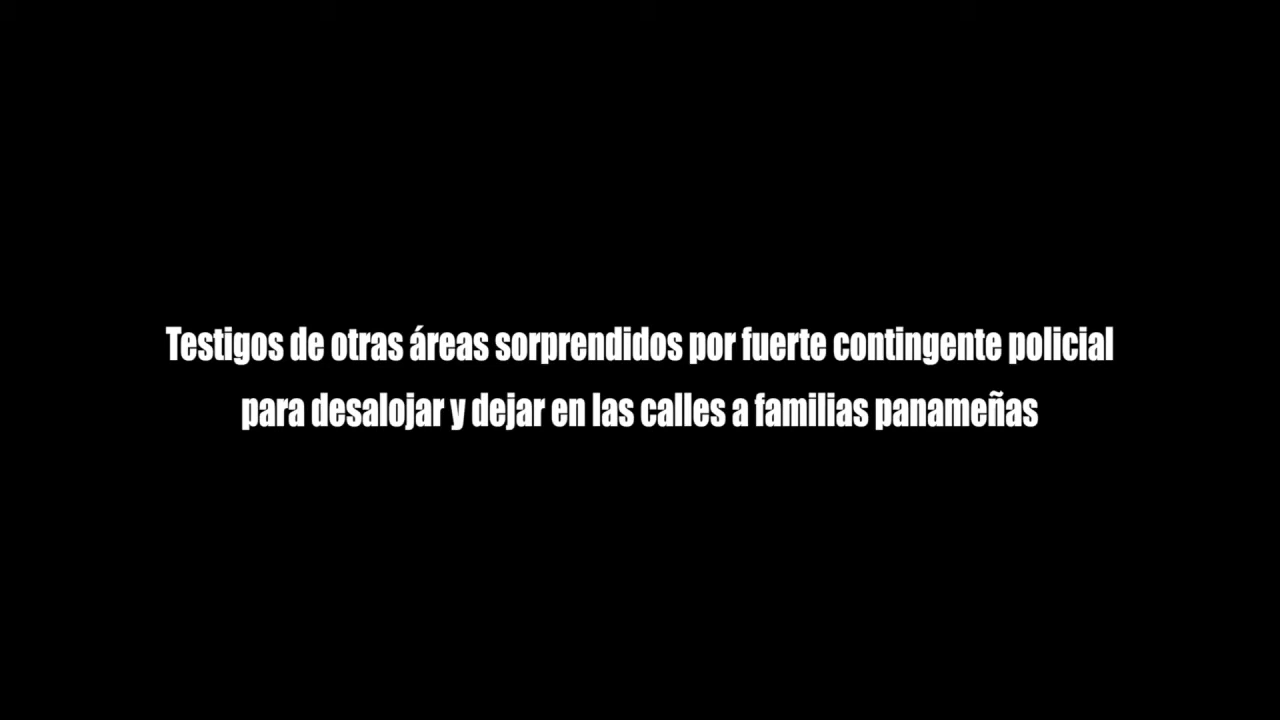 Testigos de otras áreas sorprendidos por fuerte contingente policial
para desalojar y dejar en las calles a familias panameñas